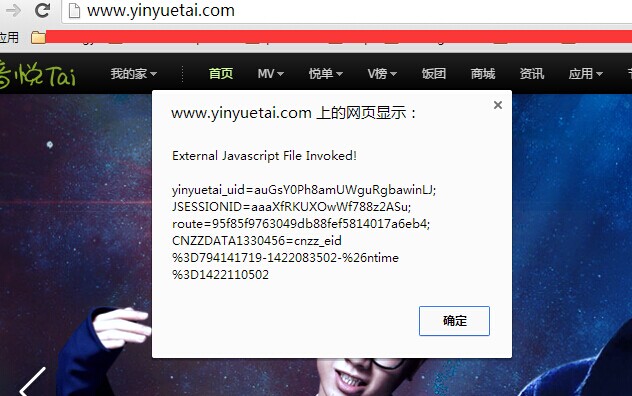 www.yinyuetai.com
应用
音悦Tai
我的家
首页
MV
悦单
V榜
饭团
商城
资讯
应用
www.yinyuetai.com 上的网页显示：
External Javascript File Invoked!
yinyuetai_uid=auGsY0Ph8amUWguRgbawinLJ;
JSESSIONID=aaaXfRKUXOwWf788z2ASu;
route=95f85f9763049db88fef5814017a6eb4;
CNZZDATA1330456=cnzz_eid
%3D794141719-1422083502-%26ntime
%3D1422110502
确定